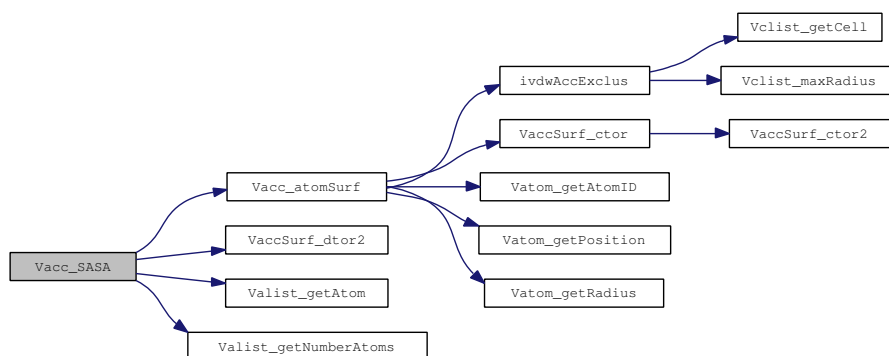 Vclist_getCell
ivdwAccExclus
Vclist_maxRadius
VaccSurf_ctor
VaccSurf_ctor2
Vacc_atomSurf
Vatom_getAtomID
VaccSurf_dtor2
Vatom_getPosition
Vacc_SASA
Valist_getAtom
Vatom_getRadius
Valist_getNumberAtoms